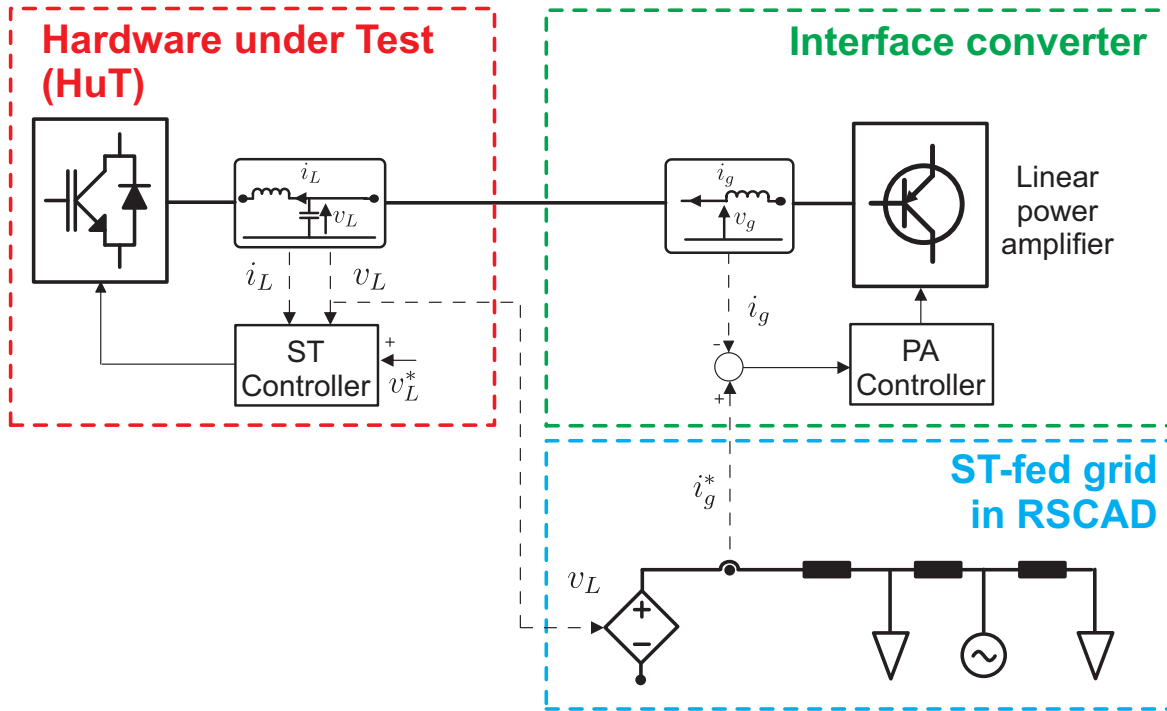 Hardware under Test
(HuT)
i_L
v_L
i_L
v_L
ST
Controller
+
v_L^*
Interface converter
i_g
v_g
Linear
power
amplifier
i_g
-
+
PA
Controller
i_g^*
ST-fed grid
in RSCAD
v_L
+
−